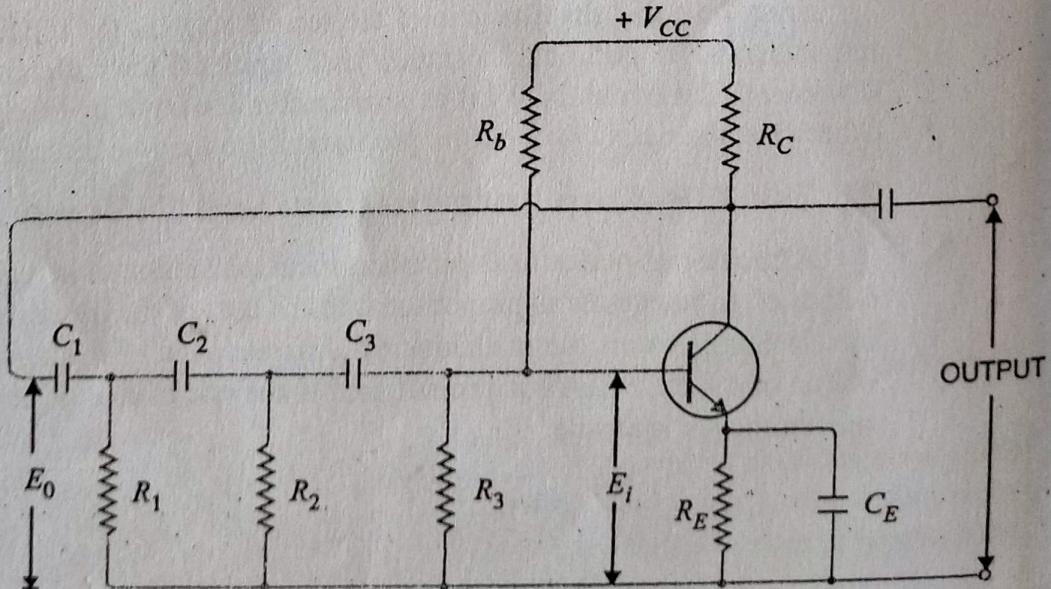 + V_CC
R_b
R_C
C_1
C_2
C_3
OUTPUT
E_0
R_1
R_2
R_3
E_i
R_E
C_E